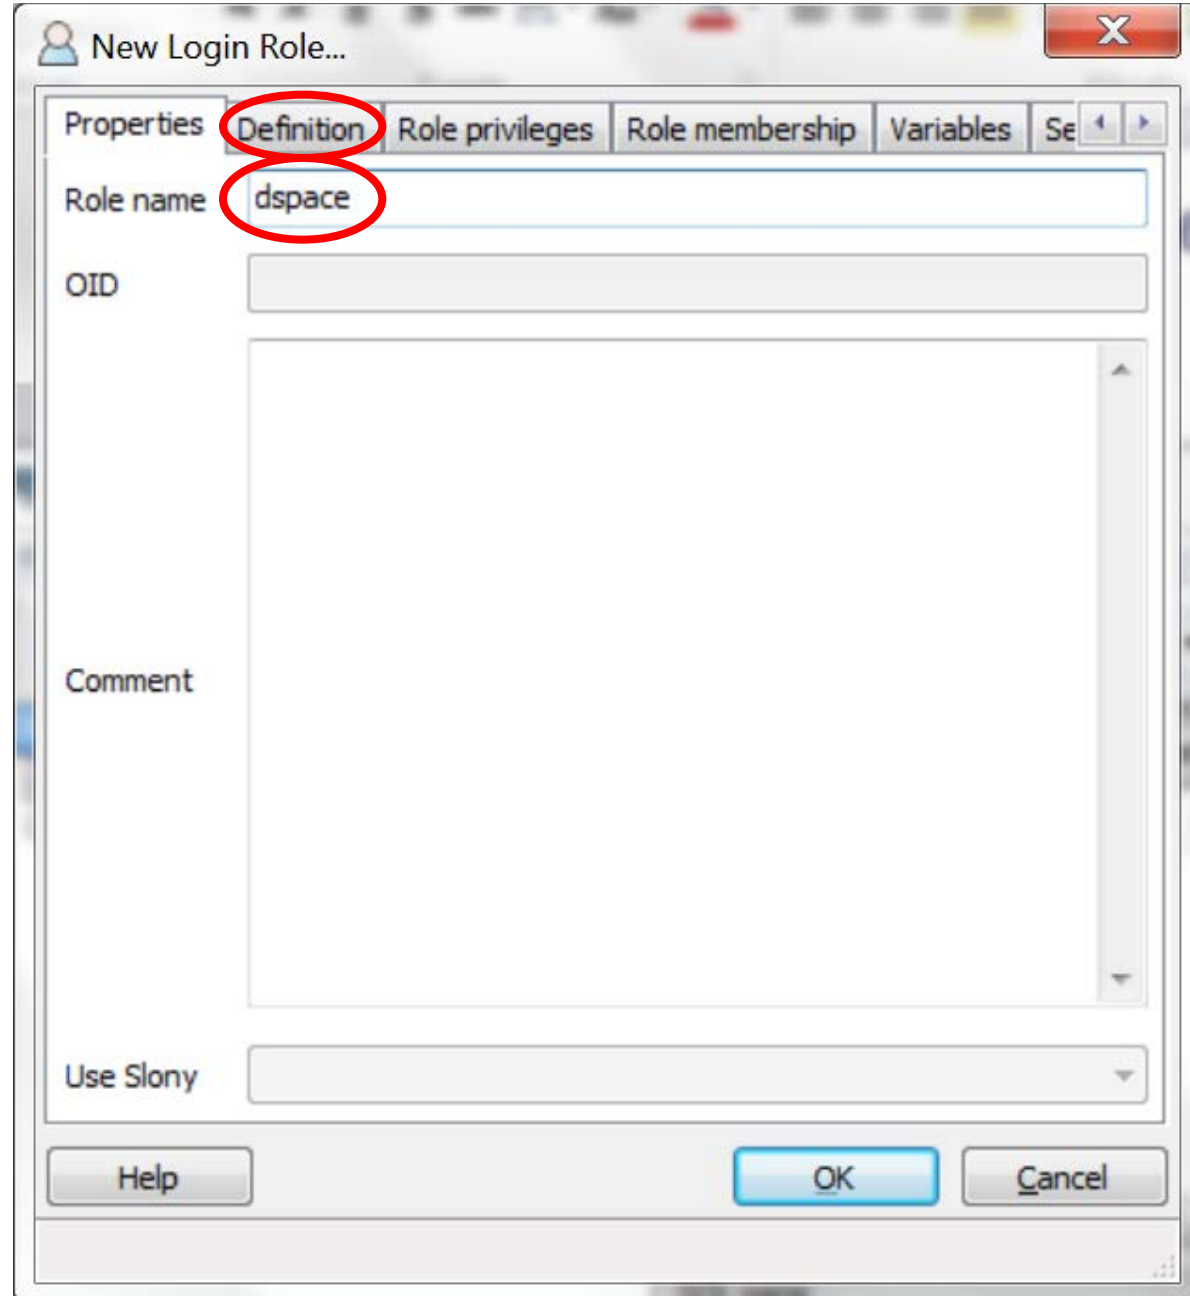 New Login Role...
Properties Definition Role privileges Role membership Variables Se
Role name dspace
OID
Comment
Use Slony
Help OK Cancel